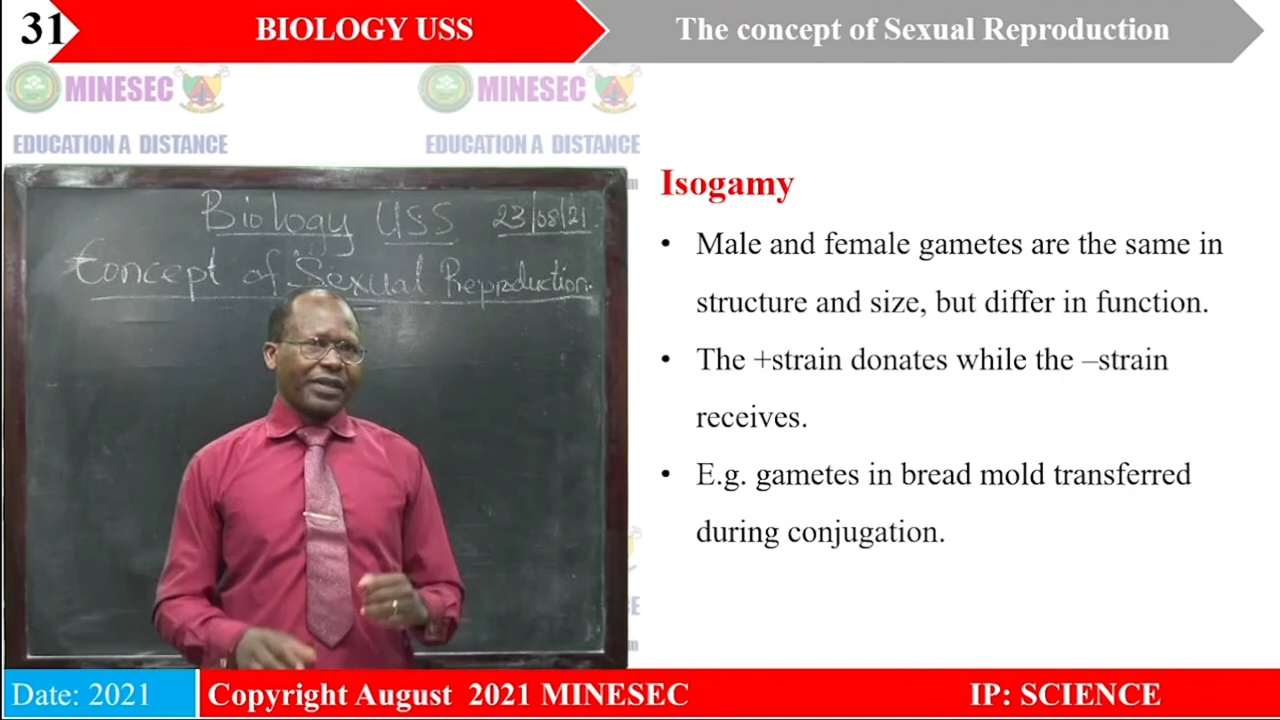 31
BIOLOGY USS
The concept of Sexual Reproduction
MINESEC
MINESEC
EDUCATION A DISTANCE
EDUCATION A DISTANCE
Biology USS 23/08/21
Concept of Sexual Reproduction.
Isogamy
• Male and female gametes are the same in
structure and size, but differ in function.
• The +strain donates while the –strain
receives.
• E.g. gametes in bread mold transferred
during conjugation.
Date: 2021
Copyright August 2021 MINESEC
IP: SCIENCE